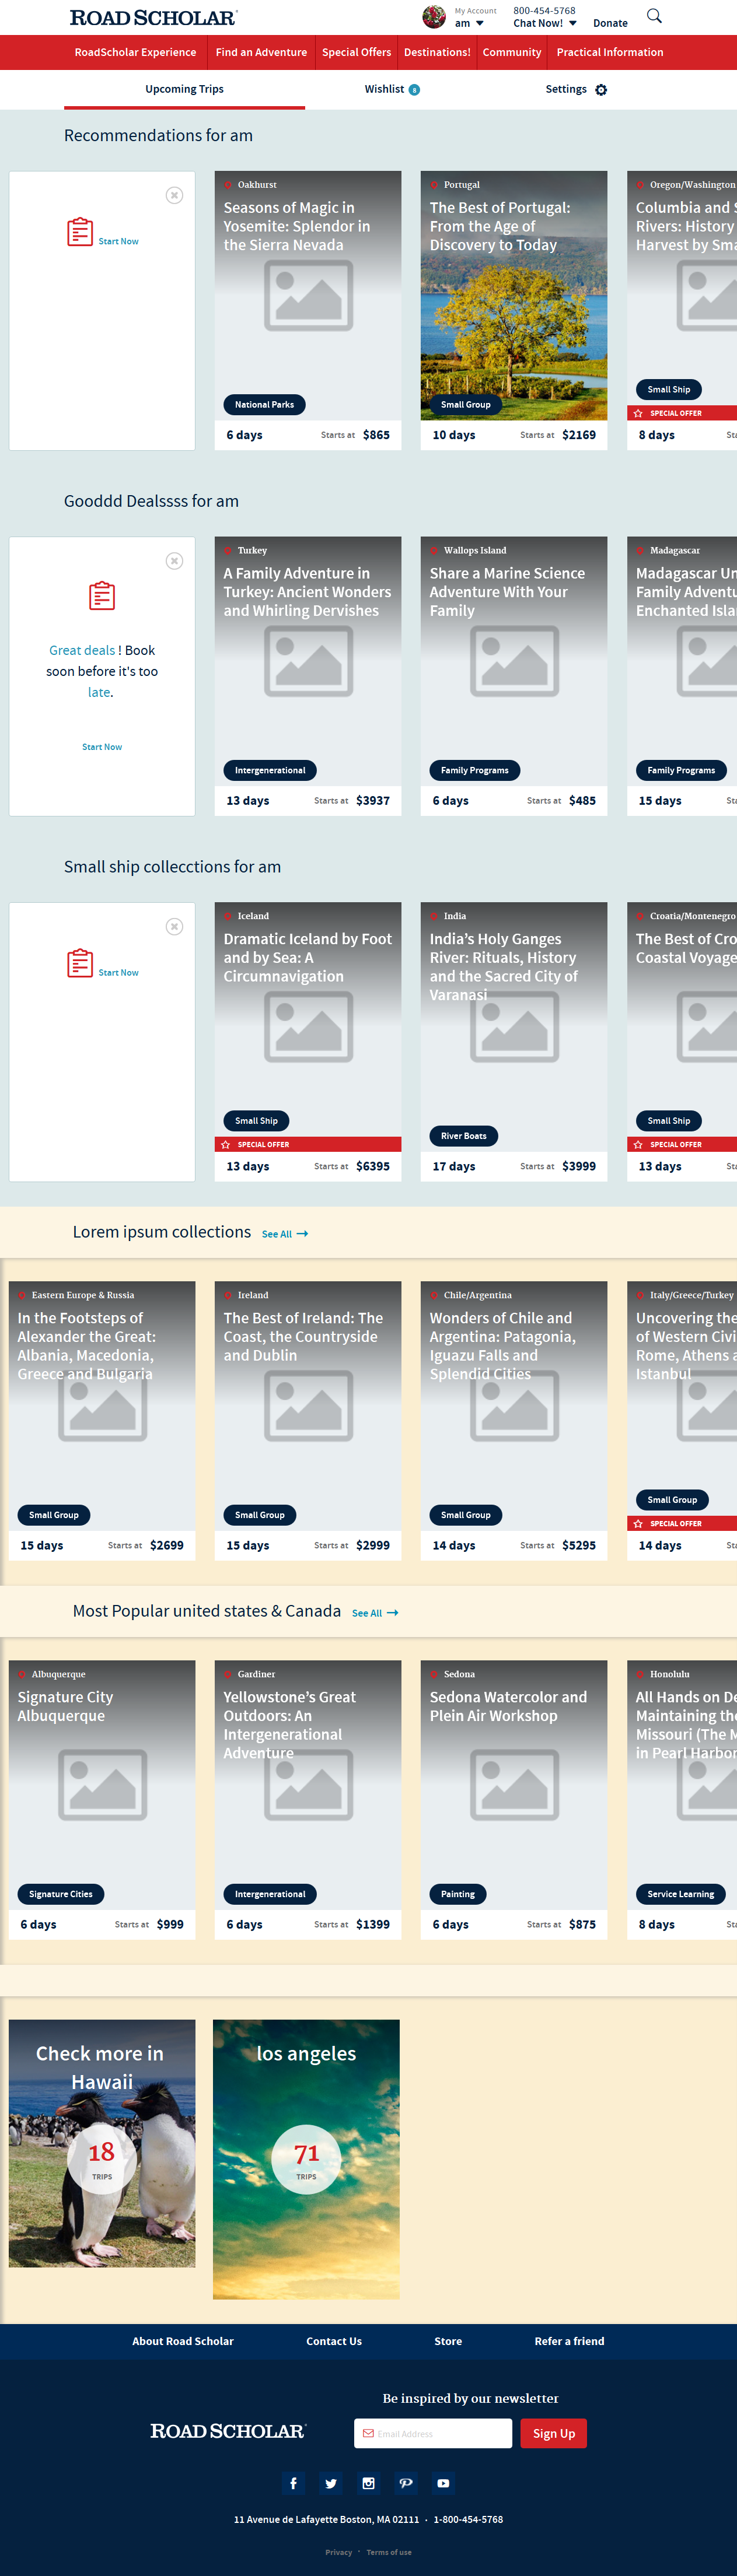 ROAD SCHOLAR
My Account
am
800-454-5768
Chat Now!
Donate
RoadScholar Experience
Find an Adventure
Special Offers
Destinations!
Community
Practical Information
Upcoming Trips
Wishlist 8
Settings
Recommendations for am
Start Now
Oakhurst
Seasons of Magic in
Yosemite: Splendor in
the Sierra Nevada
National Parks
6 days Starts at $865
Portugal
The Best of Portugal:
From the Age of
Discovery to Today
Small Group
10 days Starts at $2169
Oregon/Washington
Columbia and S
Rivers: History
Harvest by Sma
Small Ship
SPECIAL OFFER
8 days Sta
Gooddd Dealssss for am
Great deals ! Book
soon before it's too
late.
Start Now
Turkey
A Family Adventure in
Turkey: Ancient Wonders
and Whirling Dervishes
Intergenerational
13 days Starts at $3937
Wallops Island
Share a Marine Science
Adventure With Your
Family
Family Programs
6 days Starts at $485
Madagascar
Madagascar Un
Family Adventu
Enchanted Isla
Family Programs
15 days Sta
Small ship collecctions for am
Start Now
Iceland
Dramatic Iceland by Foot
and by Sea: A
Circumnavigation
Small Ship
SPECIAL OFFER
13 days Starts at $6395
India
India’s Holy Ganges
River: Rituals, History
and the Sacred City of
Varanasi
River Boats
17 days Starts at $3999
Croatia/Montenegro
The Best of Cro
Coastal Voyage
Small Ship
SPECIAL OFFER
13 days Sta
Lorem ipsum collections See All
Eastern Europe & Russia
In the Footsteps of
Alexander the Great:
Albania, Macedonia,
Greece and Bulgaria
Small Group
15 days Starts at $2699
Ireland
The Best of Ireland: The
Coast, the Countryside
and Dublin
Small Group
15 days Starts at $2999
Chile/Argentina
Wonders of Chile and
Argentina: Patagonia,
Iguazu Falls and
Splendid Cities
Small Group
14 days Starts at $5295
Italy/Greece/Turkey
Uncovering the
of Western Civi
Rome, Athens a
Istanbul
Small Group
SPECIAL OFFER
14 days Sta
Most Popular united states & Canada See All
Albuquerque
Signature City
Albuquerque
Signature Cities
6 days Starts at $999
Gardiner
Yellowstone’s Great
Outdoors: An
Intergenerational
Adventure
Intergenerational
6 days Starts at $1399
Sedona
Sedona Watercolor and
Plein Air Workshop
Painting
6 days Starts at $875
Honolulu
All Hands on De
Maintaining the
Missouri (The M
in Pearl Harbor
Service Learning
8 days Sta
Check more in
Hawaii
18
TRIPS
los angeles
71
TRIPS
About Road Scholar
Contact Us
Store
Refer a friend
Be inspired by our newsletter
ROAD SCHOLAR
Email Address
Sign Up
11 Avenue de Lafayette Boston, MA 02111 · 1-800-454-5768
Privacy · Terms of use